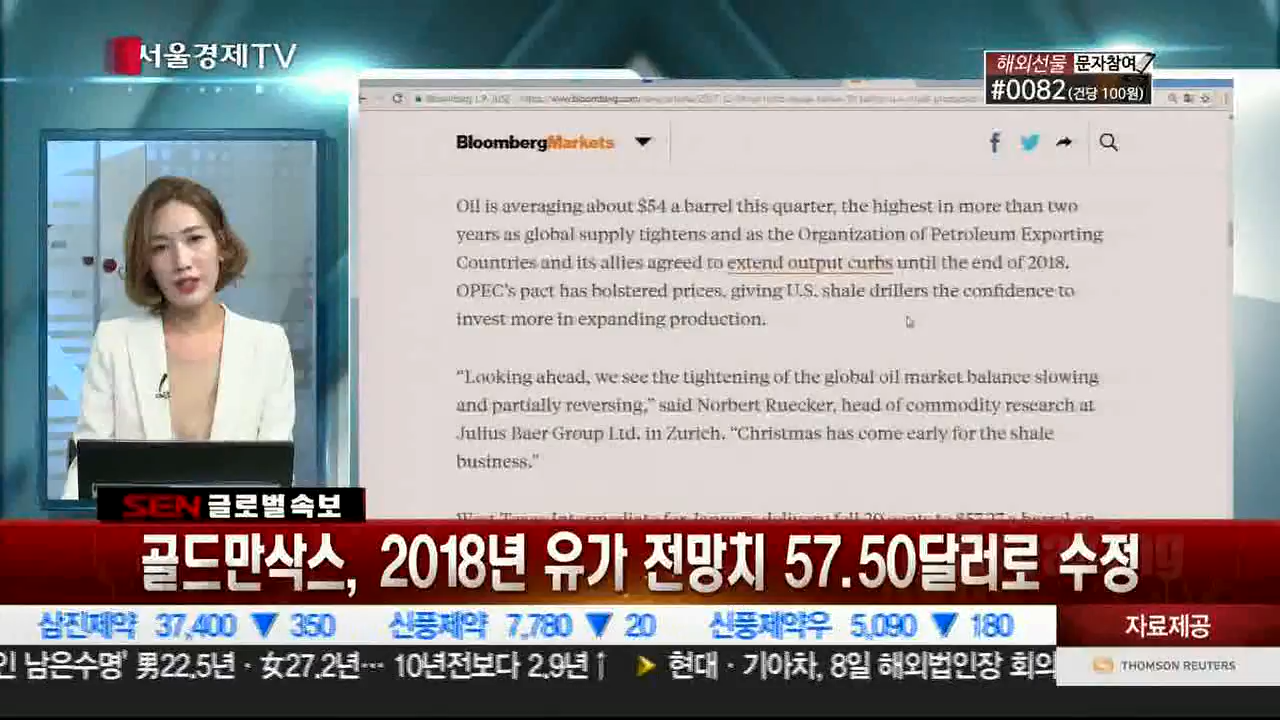 서울경제TV
해외선물 문자참여
#0082(건당 100원)
BloombergMarkets
Oil is averaging about $54 a barrel this quarter, the highest in more than two
years as global supply tightens and as the Organization of Petroleum Exporting
Countries and its allies agreed to extend output curbs until the end of 2018.
OPEC's pact has bolstered prices, giving U.S. shale drillers the confidence to
invest more in expanding production.
“Looking ahead, we see the tightening of the global oil market balance slowing
and partially reversing,” said Norbert Ruecker, head of commodity research at
Julius Baer Group Ltd. in Zurich. “Christmas has come early for the shale
business.”
SEN 글로벌속보
골드만삭스, 2018년 유가 전망치 57.50달러로 수정
삼진제약 37,400 ▼ 350 신풍제약 7,780 ▼ 20 신풍제약우 5,090 ▼ 180
자료제공
인 남은수명' 男22.5년·女27.2년… 10년전보다 2.9년↑ ▶ 현대·기아차, 8일 해외법인장 회의
THOMSON REUTERS